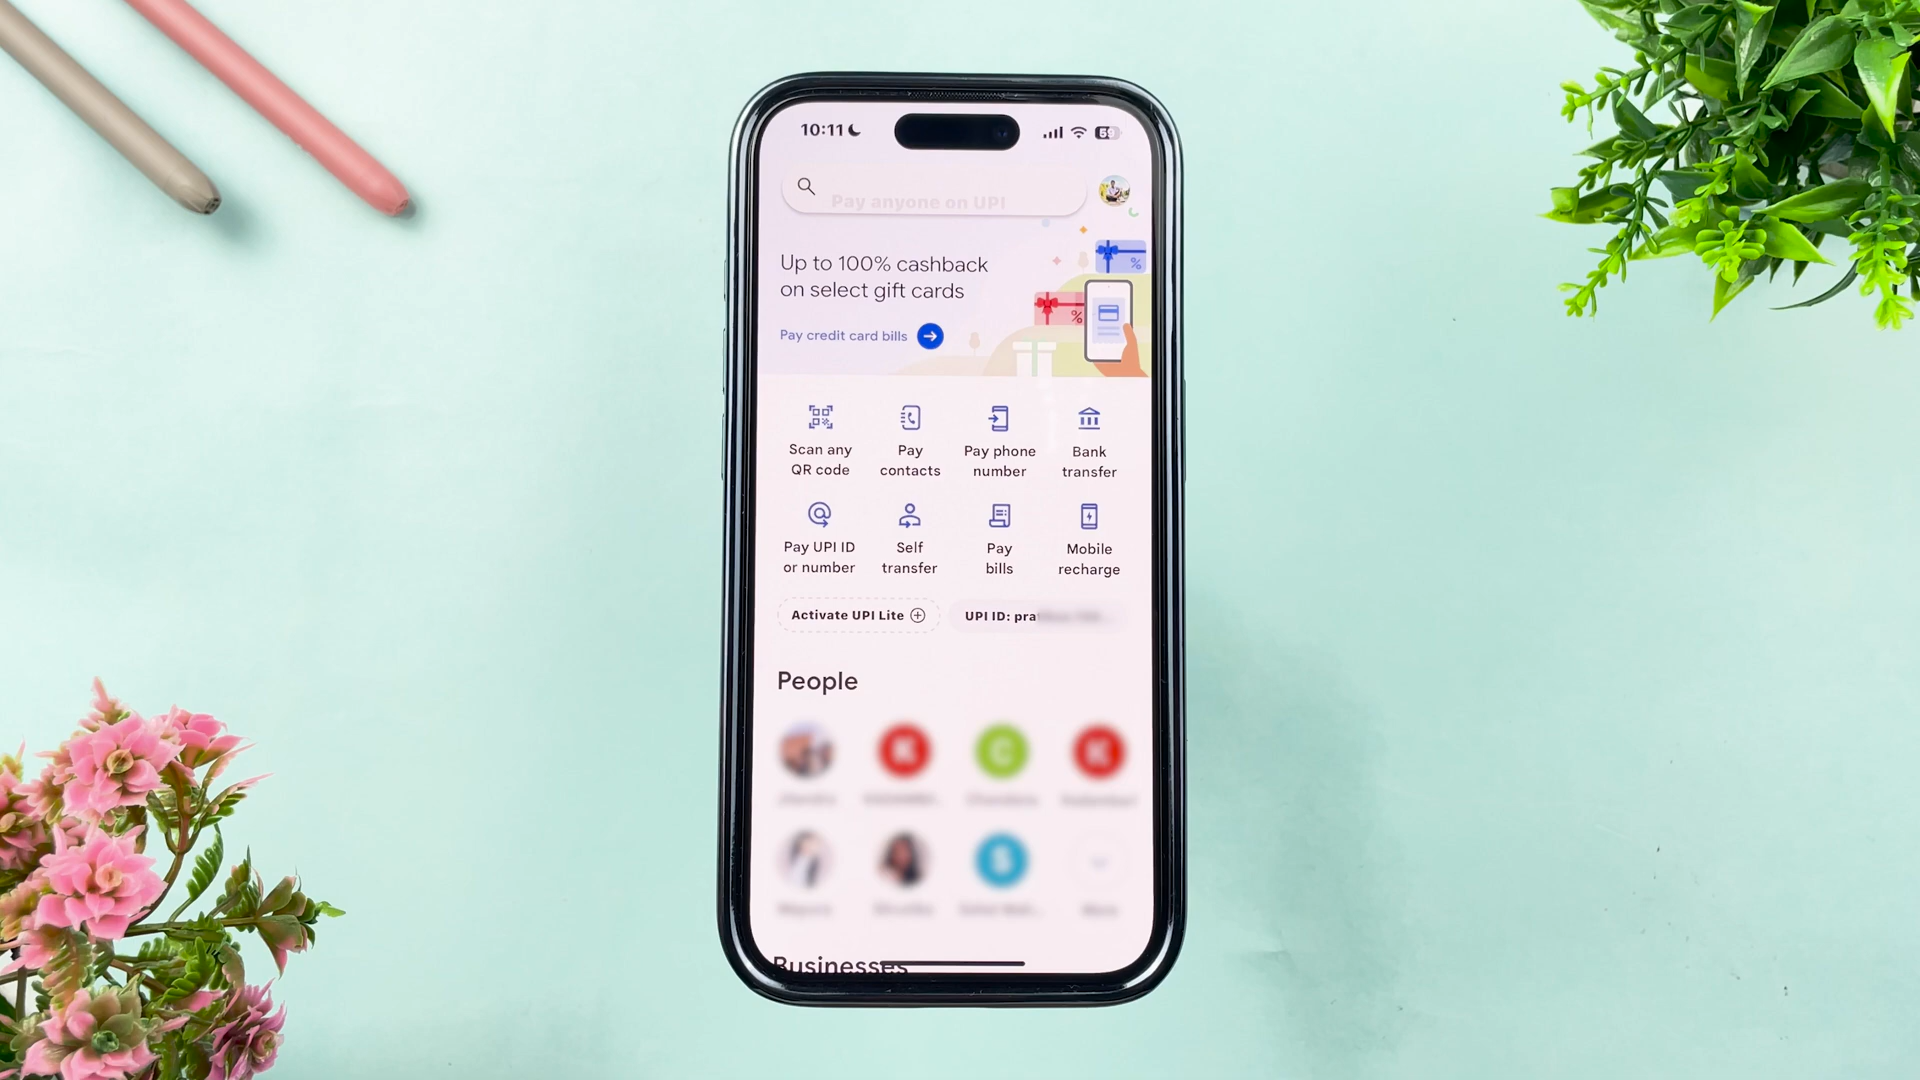 10:11
59
Pay anyone on UPI
Up to 100% cashback
on select gift cards
Pay credit card bills
Scan any
QR code
Pay
contacts
Pay phone
number
Bank
transfer
Pay UPI ID
or number
Self
transfer
Pay
bills
Mobile
recharge
Activate UPI Lite
UPI ID: pra
People
K
C
K
S
Businesses